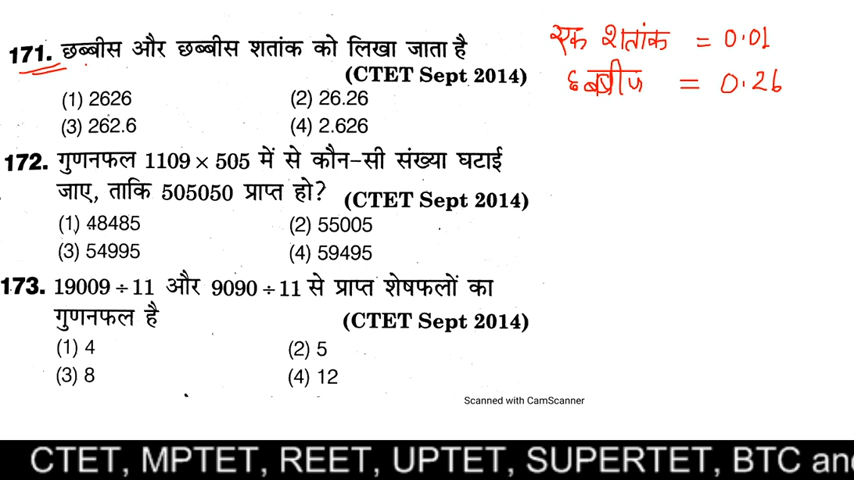 171. छब्बीस और छब्बीस शतांक को लिखा जाता है
(CTET Sept 2014)
(1) 2626 (2) 26.26
(3) 262.6 (4) 2.626
172. गुणनफल 1109 × 505 में से कौन-सी संख्या घटाई
जाए, ताकि 505050 प्राप्त हो? (CTET Sept 2014)
(1) 48485 (2) 55005
(3) 54995 (4) 59495
173. 19009 ÷ 11 और 9090 ÷ 11 से प्राप्त शेषफलों का
गुणनफल है (CTET Sept 2014)
(1) 4 (2) 5
(3) 8 (4) 12
एक शतांक = 0.01
= 0.26
Scanned with CamScanner
CTET, MPTET, REET, UPTET, SUPERTET, BTC and